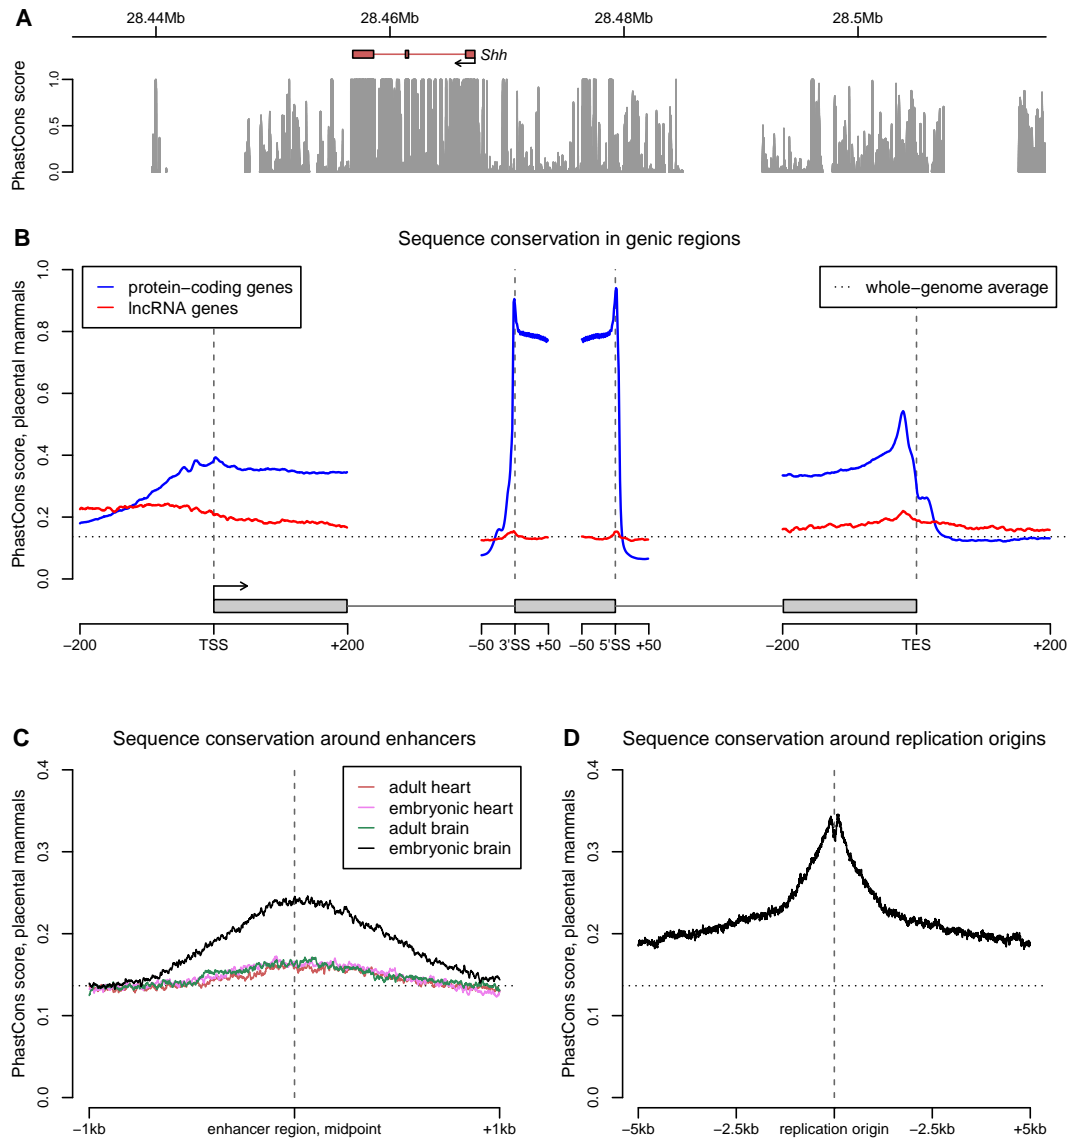 A
28.44Mb 28.46Mb 28.48Mb 28.5Mb
Shh
PhastCons score
1.0
0.5
0.0
B
Sequence conservation in genic regions
protein−coding genes
lncRNA genes
whole−genome average
PhastCons score, placental mammals
1.0
0.8
0.6
0.4
0.2
0.0
−200 TSS +200 −50 3'SS +50 −50 5'SS +50 −200 TES +200
C
Sequence conservation around enhancers
adult heart
embryonic heart
adult brain
embryonic brain
PhastCons score, placental mammals
0.4
0.3
0.2
0.1
0.0
−1kb enhancer region, midpoint +1kb
D
Sequence conservation around replication origins
PhastCons score, placental mammals
0.4
0.3
0.2
0.1
0.0
−5kb −2.5kb replication origin −2.5kb +5kb